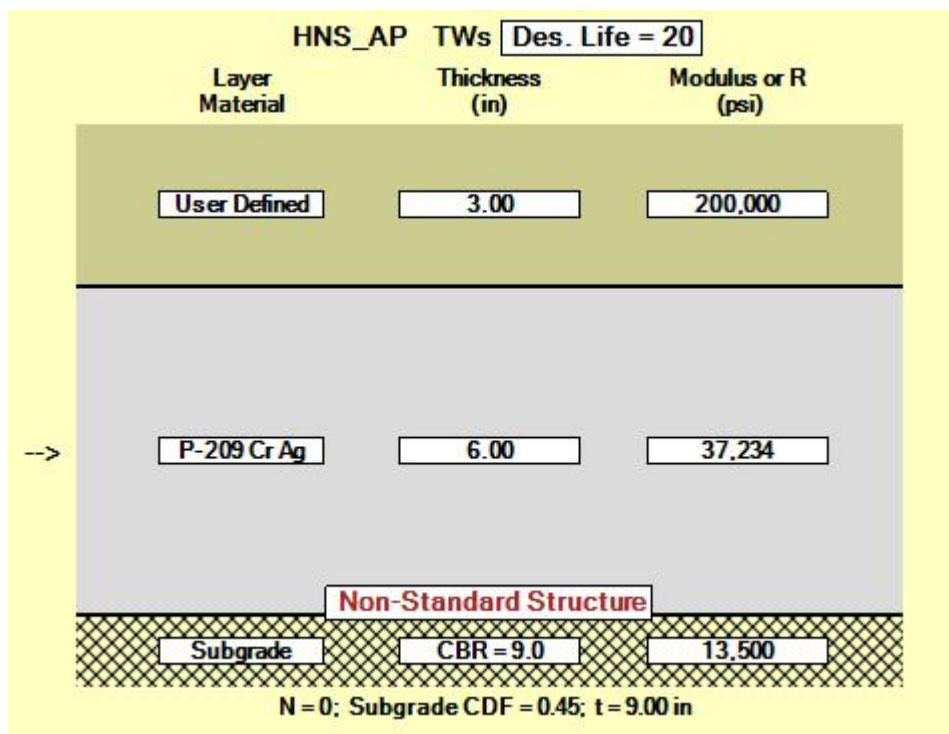 HNS_AP TWs Des. Life = 20
Layer Material Thickness (in) Modulus or R (psi)
User Defined 3.00 200,000
--> P-209 Cr Ag 6.00 37,234
Non-Standard Structure
Subgrade CBR = 9.0 13,500
N = 0; Subgrade CDF = 0.45; t = 9.00 in